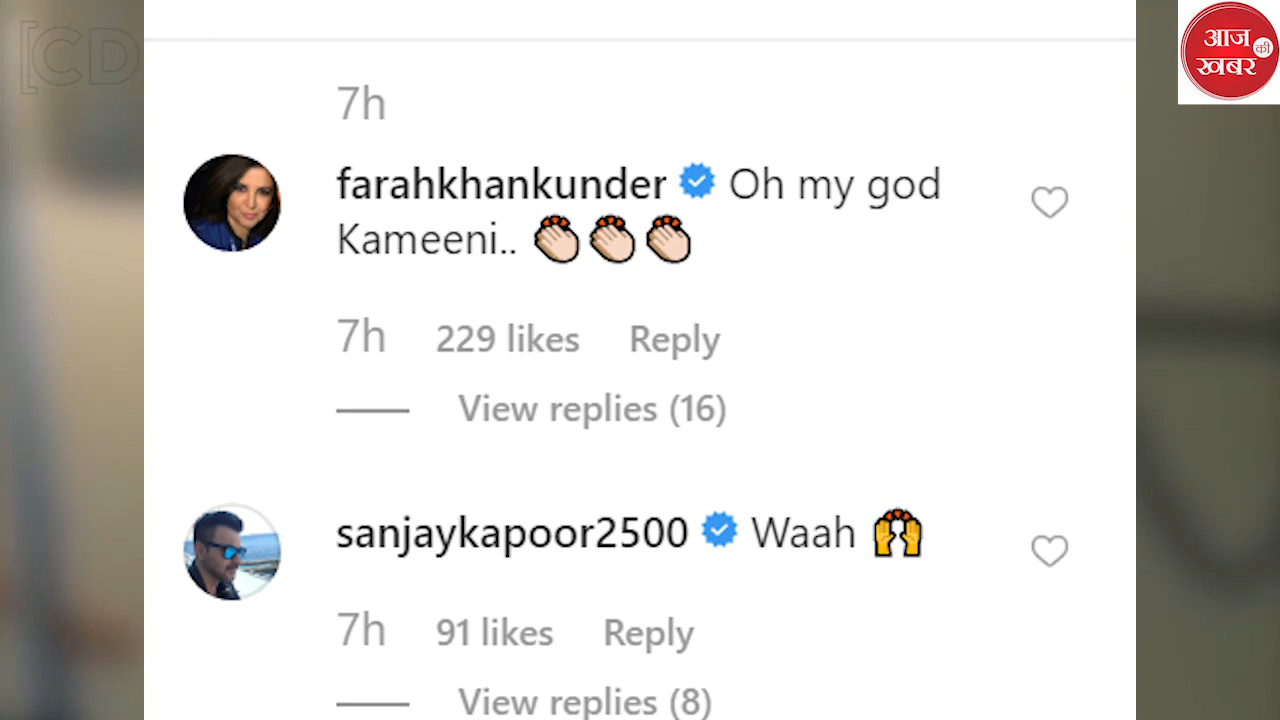 [CD
आज
की
खबर
7h
farahkhankunder Oh my god
Kameeni.. 👏👏👏
7h 229 likes Reply
View replies (16)
sanjaykapoor2500 Waah 🙌
7h 91 likes Reply
View replies (8)